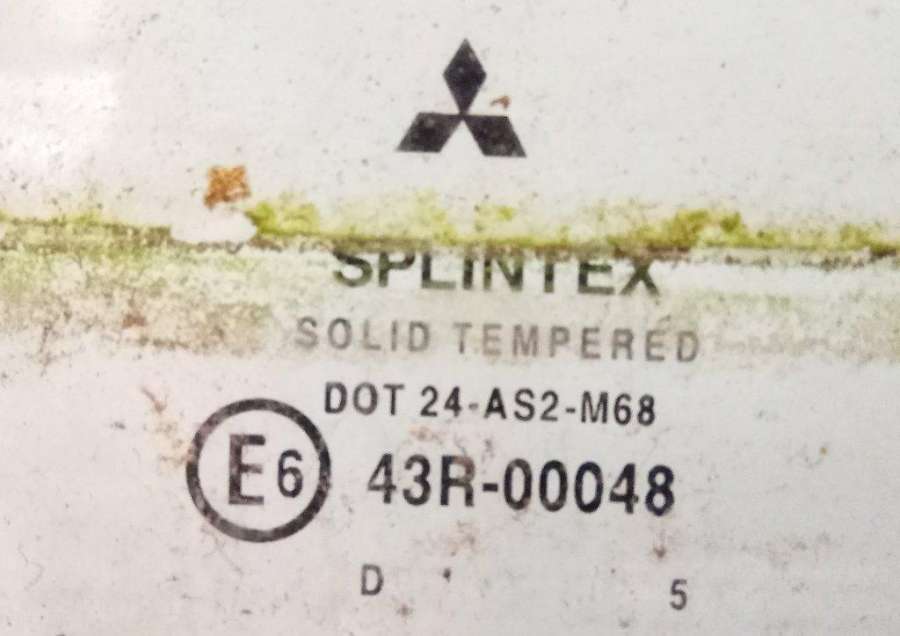 SPLINTEX
SOLID TEMPERED
DOT 24-AS2-M68
E6 43R-00048
D 5